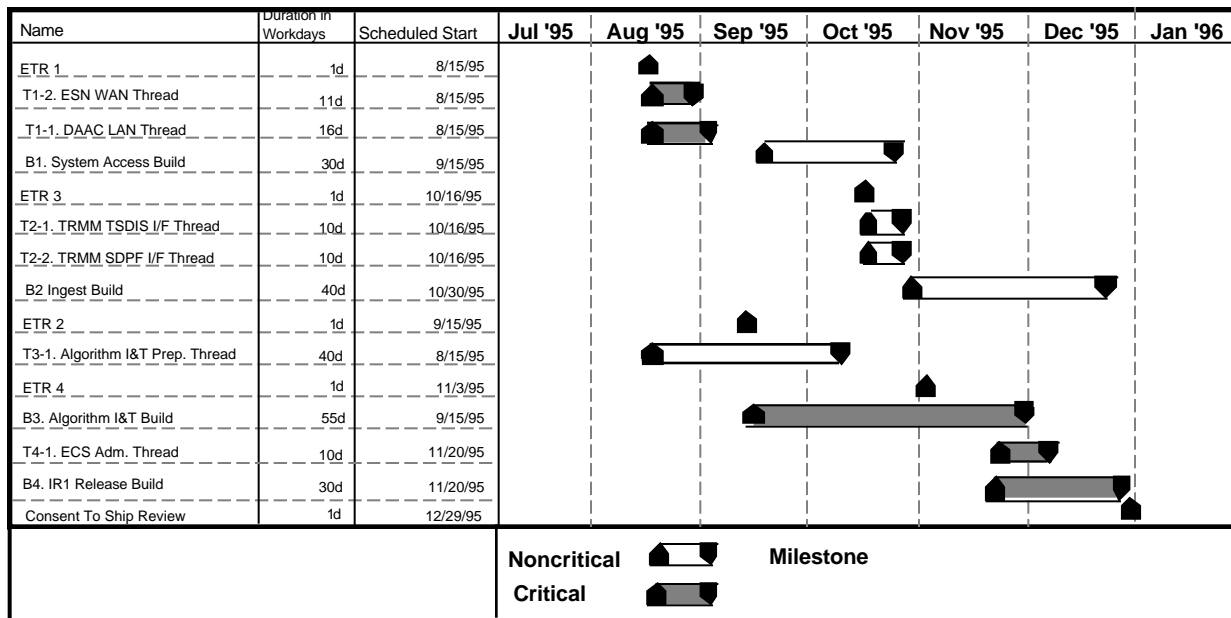 Name Duration in Workdays Scheduled Start Jul '95 Aug '95 Sep '95 Oct '95 Nov '95 Dec '95 Jan '96
ETR 1 1d 8/15/95
T1-2. ESN WAN Thread 11d 8/15/95
T1-1. DAAC LAN Thread 16d 8/15/95
B1. System Access Build 30d 9/15/95
ETR 3 1d 10/16/95
T2-1. TRMM TSDIS I/F Thread 10d 10/16/95
T2-2. TRMM SDPF I/F Thread 10d 10/16/95
B2 Ingest Build 40d 10/30/95
ETR 2 1d 9/15/95
T3-1. Algorithm I&T Prep. Thread 40d 8/15/95
ETR 4 1d 11/3/95
B3. Algorithm I&T Build 55d 9/15/95
T4-1. ECS Adm. Thread 10d 11/20/95
B4. IR1 Release Build 30d 11/20/95
Consent To Ship Review 1d 12/29/95
Noncritical Milestone
Critical